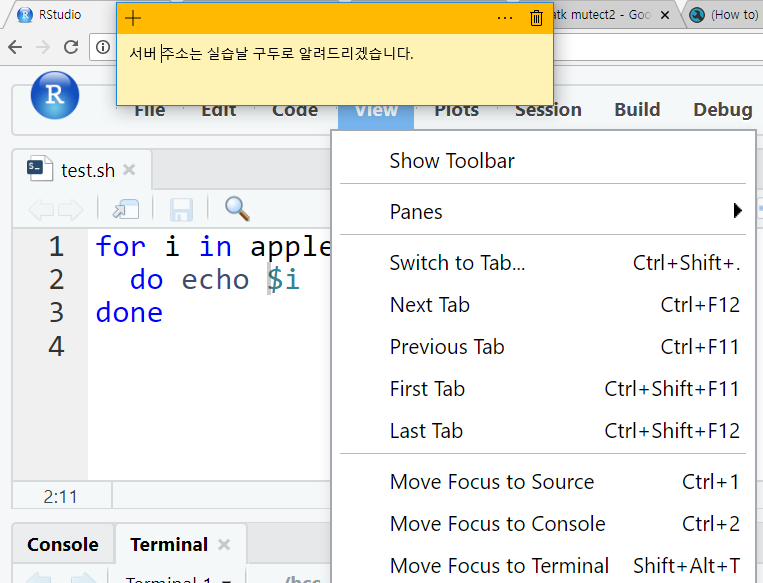 RStudio
atk mutect2 - Goo
(How to)
서버 주소는 실습날 구두로 알려드리겠습니다.
R
File Edit Code View Plots Session Build Debug
test.sh
Show Toolbar
Panes
1 for i in apple
2 do echo $i
3 done
4
Switch to Tab... Ctrl+Shift+.
Next Tab Ctrl+F12
Previous Tab Ctrl+F11
First Tab Ctrl+Shift+F11
Last Tab Ctrl+Shift+F12
Move Focus to Source Ctrl+1
2:11
Move Focus to Console Ctrl+2
Console Terminal
Move Focus to Terminal Shift+Alt+T
Terminal 1